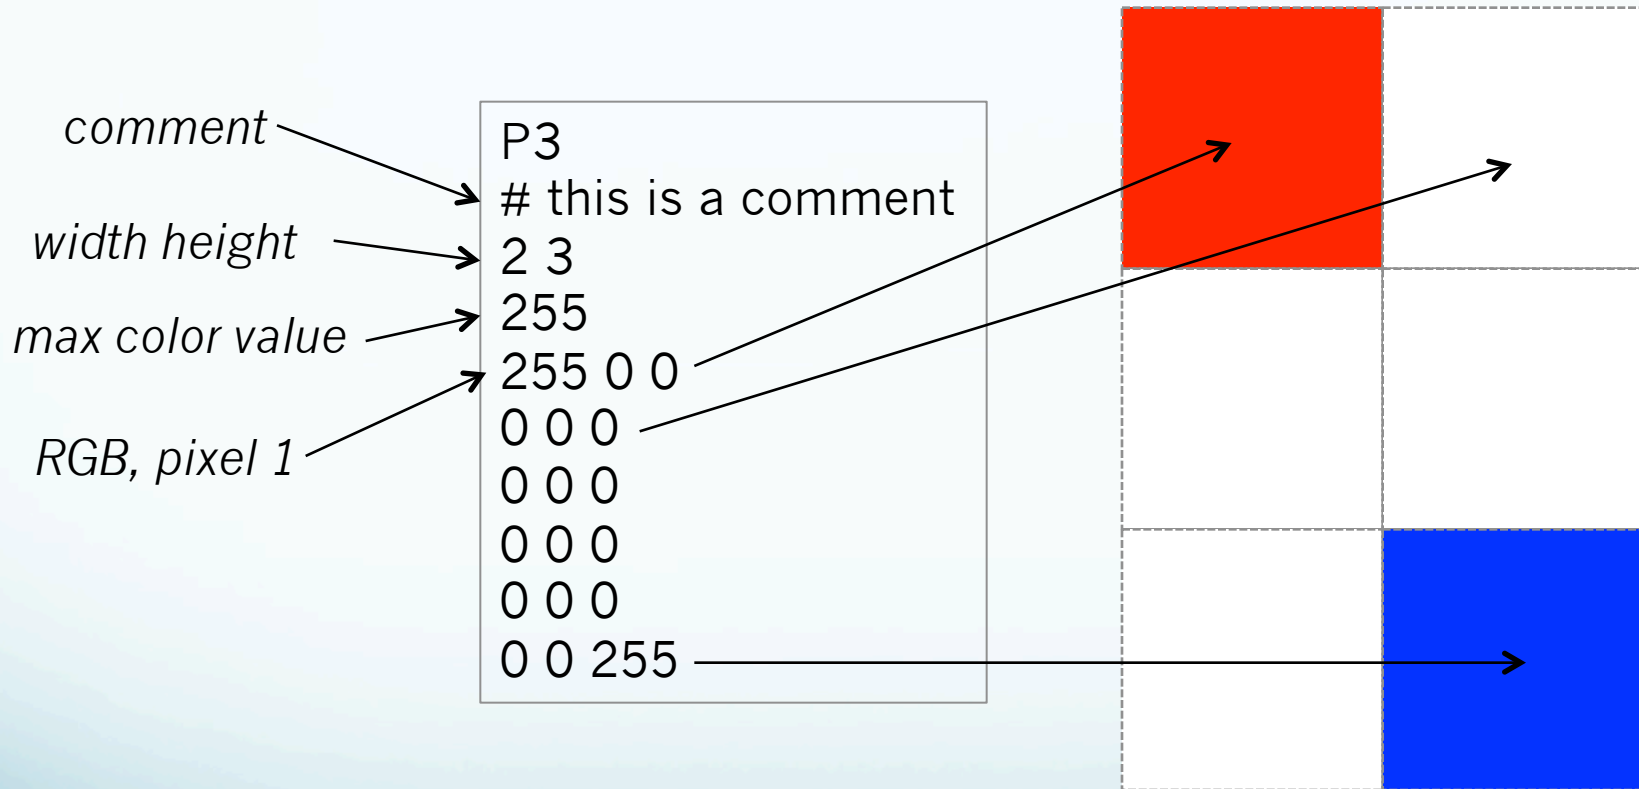 comment
width height
max color value
RGB, pixel 1
P3
# this is a comment
2 3
255
255 0 0
0 0 0
0 0 0
0 0 0
0 0 0
0 0 255